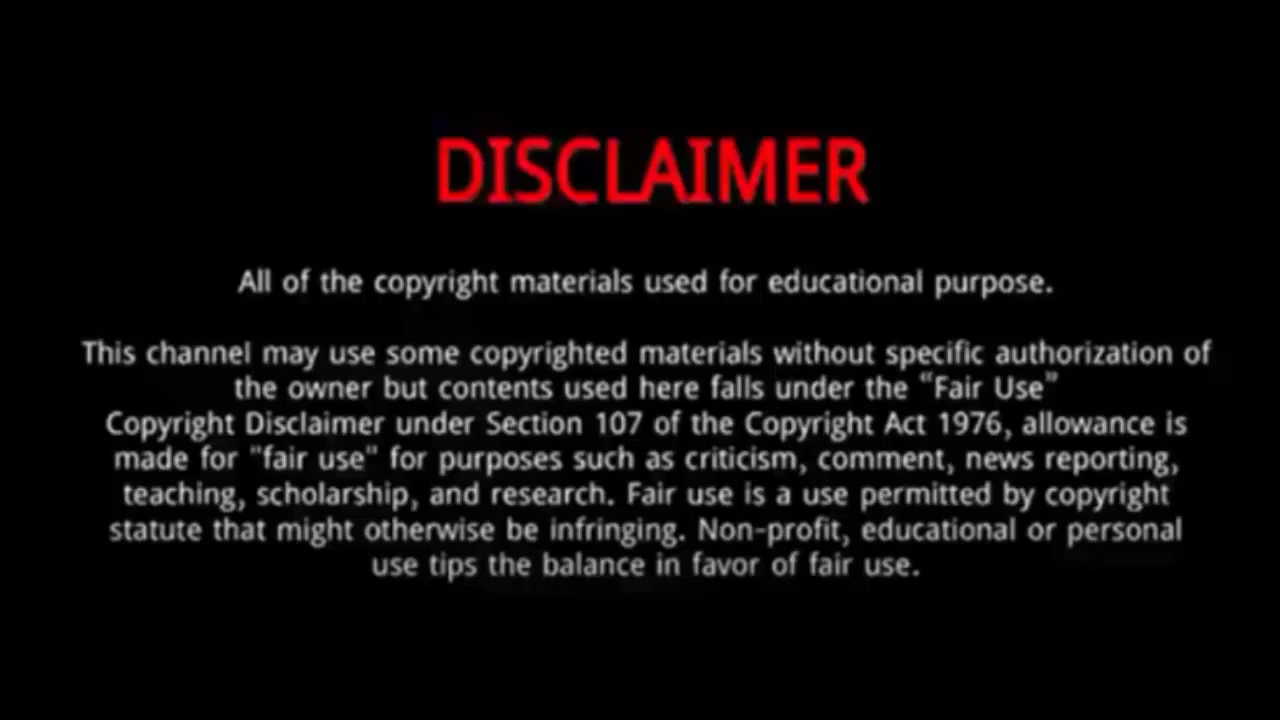 DISCLAIMER
All of the copyright materials used for educational purpose.
This channel may use some copyrighted materials without specific authorization of
the owner but contents used here falls under the “Fair Use”
Copyright Disclaimer under Section 107 of the Copyright Act 1976, allowance is
made for "fair use" for purposes such as criticism, comment, news reporting,
teaching, scholarship, and research. Fair use is a use permitted by copyright
statute that might otherwise be infringing. Non-profit, educational or personal
use tips the balance in favor of fair use.